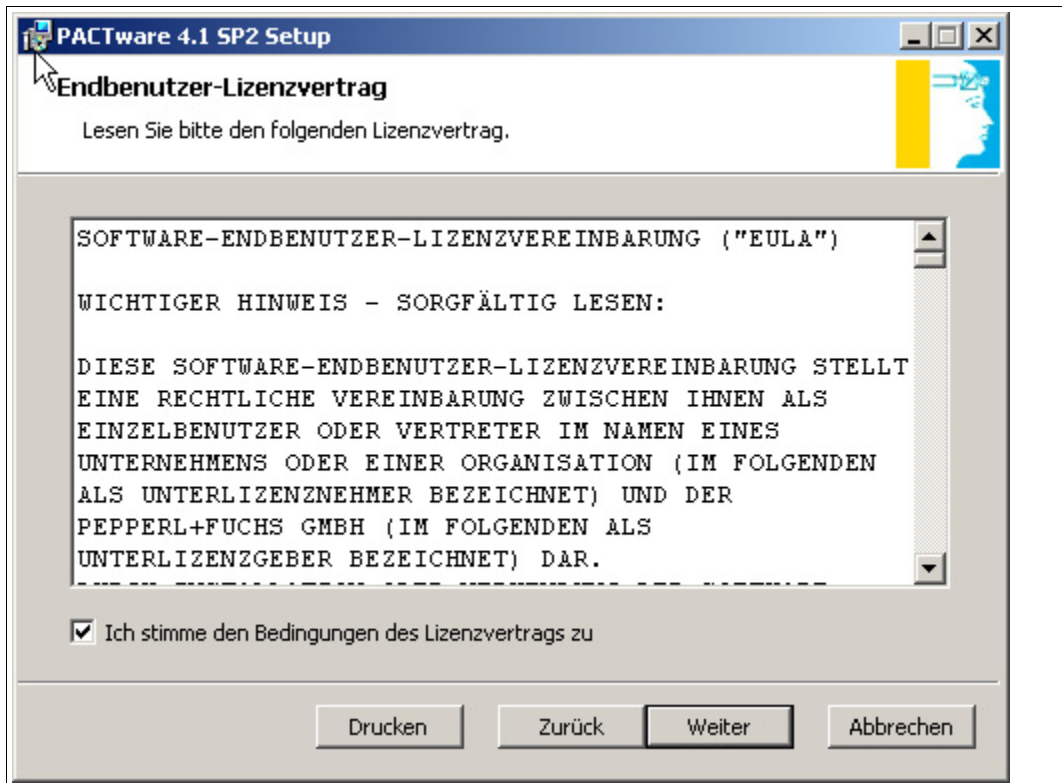 PACTware 4.1 SP2 Setup
Endbenutzer-Lizenzvertrag
Lesen Sie bitte den folgenden Lizenzvertrag.
SOFTWARE-ENDBENUTZER-LIZENZVEREINBARUNG ("EULA")
WICHTIGER HINWEIS - SORGFÄLTIG LESEN:
DIESE SOFTWARE-ENDBENUTZER-LIZENZVEREINBARUNG STELLT
EINE RECHTLICHE VEREINBARUNG ZWISCHEN IHNEN ALS
EINZELBENUTZER ODER VERTRETER IM NAMEN EINES
UNTERNEHMENS ODER EINER ORGANISATION (IM FOLGENDEN
ALS UNTERLIZENZNEHMER BEZEICHNET) UND DER
PEPPERL+FUCHS GMBH (IM FOLGENDEN ALS
UNTERLIZENZGEBER BEZEICHNET) DAR.
Ich stimme den Bedingungen des Lizenzvertrags zu
Drucken Zurück Weiter Abbrechen